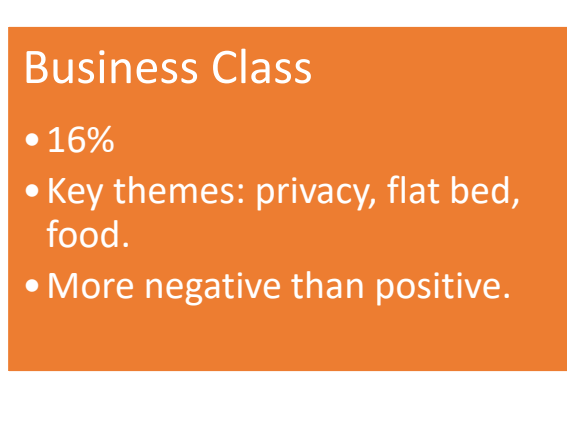 Business Class
•16%
•Key themes: privacy, flat bed,
food.
•More negative than positive.